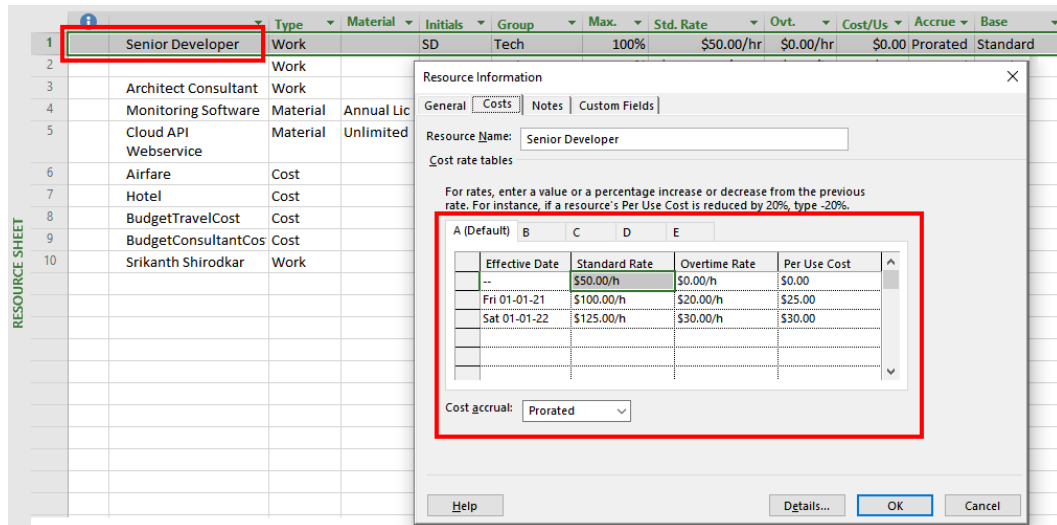 Type Material Initials Group Max. Std. Rate Ovt. Cost/Us Accrue Base
1 Senior Developer Work SD Tech 100% $50.00/hr $0.00/hr $0.00 Prorated Standard
2 Work
3 Architect Consultant Work
4 Monitoring Software Material Annual Lic
5 Cloud API Material Unlimited
Webservice
6 Airfare Cost
7 Hotel Cost
8 BudgetTravelCost Cost
9 BudgetConsultantCos Cost
10 Srikanth Shirodkar Work
RESOURCE SHEET
Resource Information
General Costs Notes Custom Fields
Resource Name: Senior Developer
Cost rate tables
For rates, enter a value or a percentage increase or decrease from the previous
rate. For instance, if a resource's Per Use Cost is reduced by 20%, type -20%.
A (Default) B C D E
Effective Date Standard Rate Overtime Rate Per Use Cost
-- $50.00/h $0.00/h $0.00
Fri 01-01-21 $100.00/h $20.00/h $25.00
Sat 01-01-22 $125.00/h $30.00/h $30.00
Cost accrual: Prorated
Help Details... OK Cancel